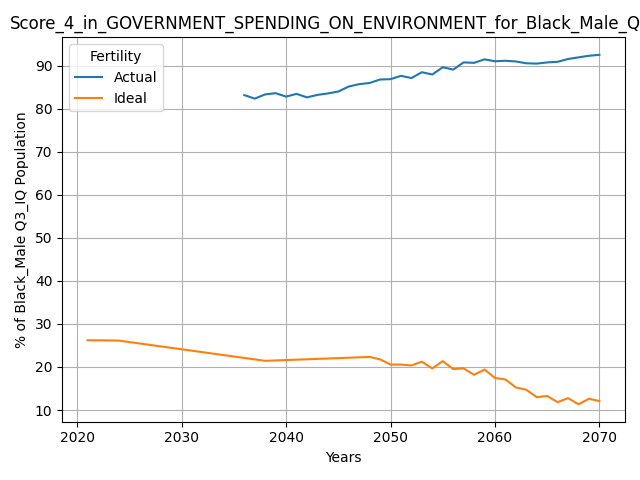 Score_4_in_GOVERNMENT_SPENDING_ON_ENVIRONMENT_for_Black_Male_Q
Fertility
Actual
Ideal
% of Black_Male Q3_IQ Population
90
80
70
60
50
40
30
20
10
2020 2030 2040 2050 2060 2070
Years